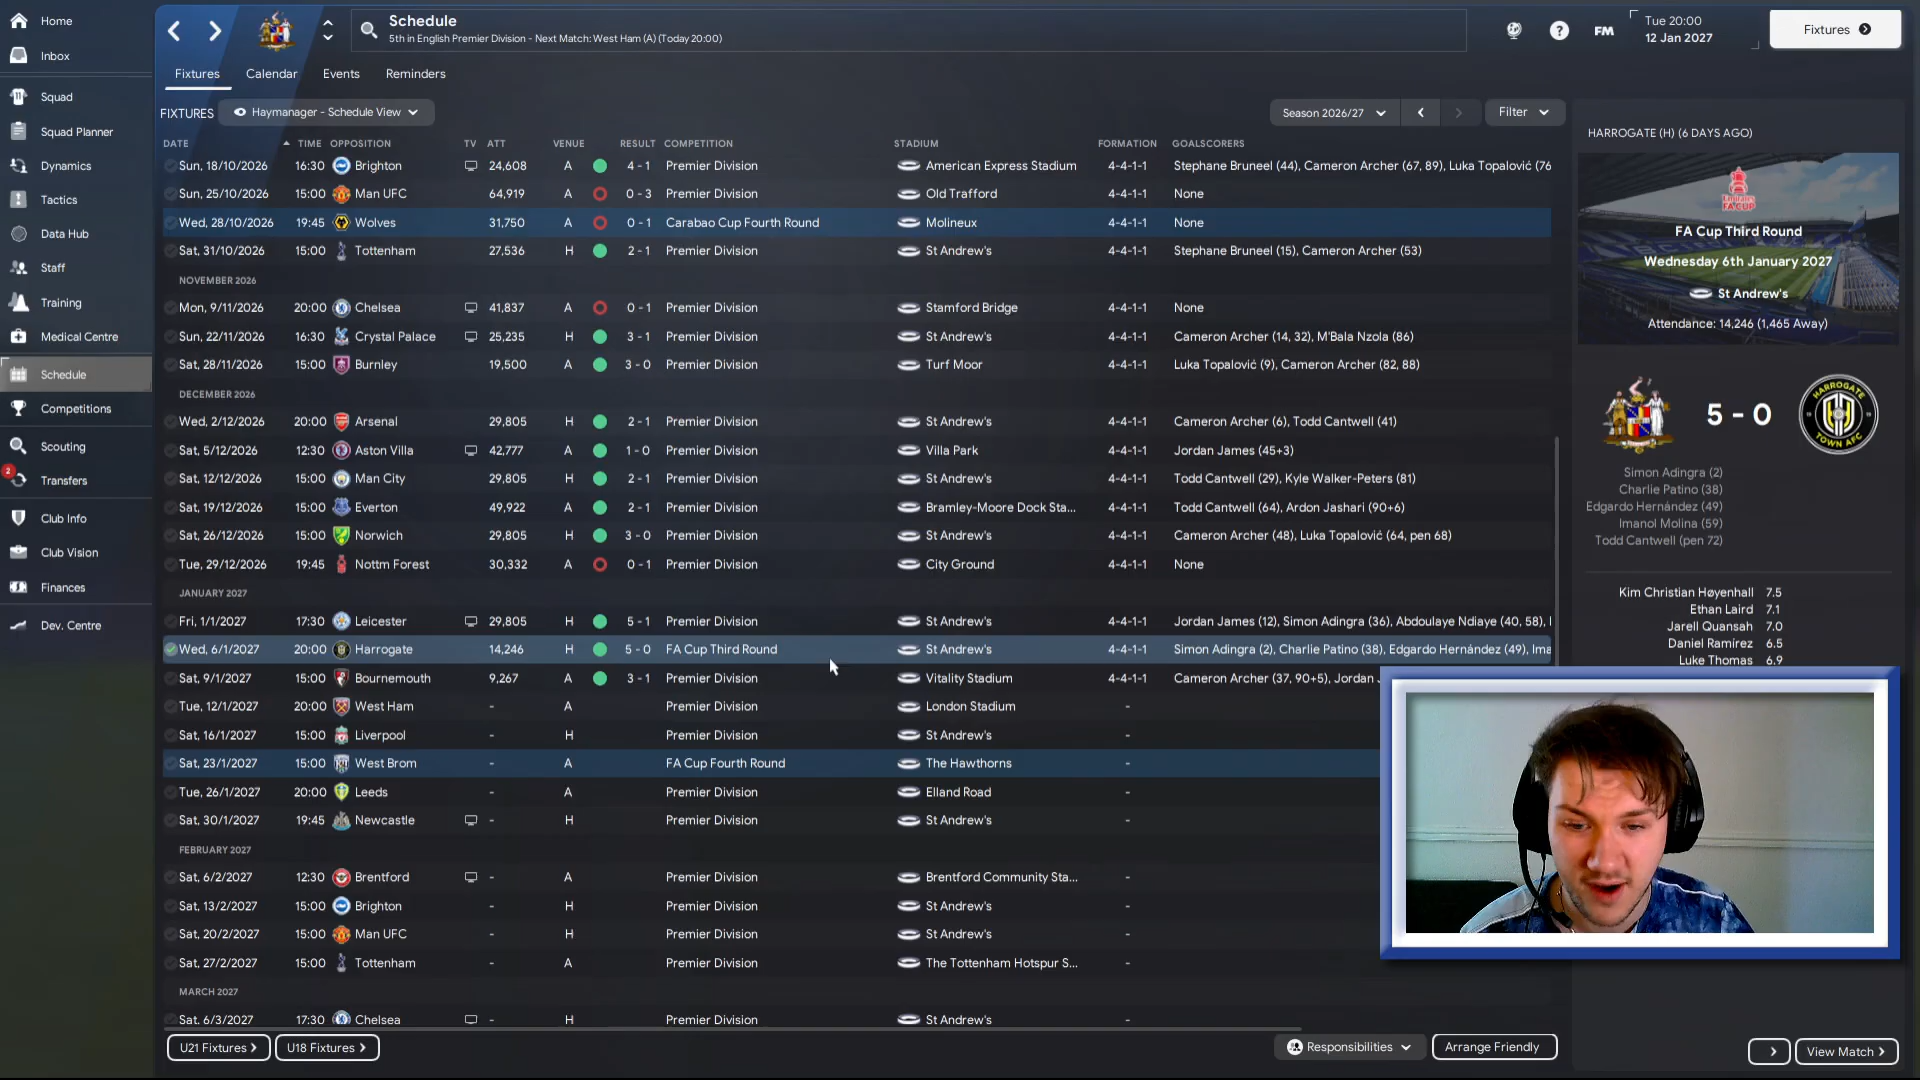 Home
Inbox
Squad
Squad Planner
Dynamics
Tactics
Data Hub
Staff
Training
Medical Centre
Schedule
Competitions
Scouting
2
Transfers
Club Info
Club Vision
Finances
Dev. Centre
Schedule
5th in English Premier Division - Next Match: West Ham (A) (Today 20:00)
FM
Tue 20:00
12 Jan 2027
Fixtures
Fixtures Calendar Events Reminders
FIXTURES Haymanager - Schedule View
Season 2026/27 Filter
DATE TIME OPPOSITION TV ATT VENUE RESULT COMPETITION STADIUM FORMATION GOALSCORERS
Sun, 18/10/2026 16:30 Brighton 24,608 A 4 - 1 Premier Division American Express Stadium 4-4-1-1 Stephane Bruneel (44), Cameron Archer (67, 89), Luka Topalović (76
Sun, 25/10/2026 15:00 Man UFC 64,919 A 0 - 3 Premier Division Old Trafford 4-4-1-1 None
Wed, 28/10/2026 19:45 Wolves 31,750 A 0 - 1 Carabao Cup Fourth Round Molineux 4-4-1-1 None
Sat, 31/10/2026 15:00 Tottenham 27,536 H 2 - 1 Premier Division St Andrew's 4-4-1-1 Stephane Bruneel (15), Cameron Archer (53)
NOVEMBER 2026
Mon, 9/11/2026 20:00 Chelsea 41,837 A 0 - 1 Premier Division Stamford Bridge 4-4-1-1 None
Sun, 22/11/2026 16:30 Crystal Palace 25,235 H 3 - 1 Premier Division St Andrew's 4-4-1-1 Cameron Archer (14, 32), M'Bala Nzola (86)
Sat, 28/11/2026 15:00 Burnley 19,500 A 3 - 0 Premier Division Turf Moor 4-4-1-1 Luka Topalović (9), Cameron Archer (82, 88)
DECEMBER 2026
Wed, 2/12/2026 20:00 Arsenal 29,805 H 2 - 1 Premier Division St Andrew's 4-4-1-1 Cameron Archer (6), Todd Cantwell (41)
Sat, 5/12/2026 12:30 Aston Villa 42,777 A 1 - 0 Premier Division Villa Park 4-4-1-1 Jordan James (45+3)
Sat, 12/12/2026 15:00 Man City 29,805 H 2 - 1 Premier Division St Andrew's 4-4-1-1 Todd Cantwell (29), Kyle Walker-Peters (81)
Sat, 19/12/2026 15:00 Everton 49,922 A 2 - 1 Premier Division Bramley-Moore Dock Sta... 4-4-1-1 Todd Cantwell (64), Ardon Jashari (90+6)
Sat, 26/12/2026 15:00 Norwich 29,805 H 3 - 0 Premier Division St Andrew's 4-4-1-1 Cameron Archer (48), Luka Topalović (64, pen 68)
Tue, 29/12/2026 19:45 Nottm Forest 30,332 A 0 - 1 Premier Division City Ground 4-4-1-1 None
JANUARY 2027
Fri, 1/1/2027 17:30 Leicester 29,805 H 5 - 1 Premier Division St Andrew's 4-4-1-1 Jordan James (12), Simon Adingra (36), Abdoulaye Ndiaye (40, 58),
Wed, 6/1/2027 20:00 Harrogate 14,246 H 5 - 0 FA Cup Third Round St Andrew's 4-4-1-1 Simon Adingra (2), Charlie Patino (38), Edgardo Hernández (49), Ima
Sat, 9/1/2027 15:00 Bournemouth 9,267 A 3 - 1 Premier Division Vitality Stadium 4-4-1-1 Cameron Archer (37, 90+5), Jordan J
Tue, 12/1/2027 20:00 West Ham - A Premier Division London Stadium -
Sat, 16/1/2027 15:00 Liverpool - H Premier Division St Andrew's -
Sat, 23/1/2027 15:00 West Brom - A FA Cup Fourth Round The Hawthorns -
Tue, 26/1/2027 20:00 Leeds - A Premier Division Elland Road -
Sat, 30/1/2027 19:45 Newcastle - H Premier Division St Andrew's -
FEBRUARY 2027
Sat, 6/2/2027 12:30 Brentford - A Premier Division Brentford Community Sta... -
Sat, 13/2/2027 15:00 Brighton - H Premier Division St Andrew's -
Sat, 20/2/2027 15:00 Man UFC - H Premier Division St Andrew's -
Sat, 27/2/2027 15:00 Tottenham - A Premier Division The Tottenham Hotspur S... -
MARCH 2027
Sat, 6/3/2027 17:30 Chelsea - H Premier Division St Andrew's -
U21 Fixtures U18 Fixtures
Responsibilities Arrange Friendly
HARROGATE (H) (6 DAYS AGO)
Emirates
FA CUP
FA Cup Third Round
Wednesday 6th January 2027
St Andrew's
Attendance: 14,246 (1,465 Away)
5 - 0
HARROGATE
TOWN AFC
Simon Adingra (2)
Charlie Patino (38)
Edgardo Hernández (49)
Imanol Molina (59)
Todd Cantwell (pen 72)
Kim Christian Høyenhall 7.5
Ethan Laird 7.1
Jarell Quansah 7.0
Daniel Ramírez 6.5
Luke Thomas 6.9
View Match